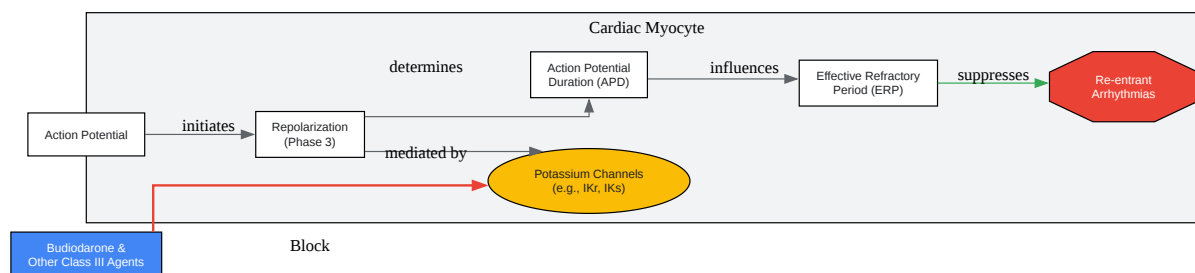 Cardiac Myocyte
determines
Action Potential
Duration (APD)
influences
Effective Refractory
Period (ERP)
suppresses
Re-entrant
Arrhythmias
Action Potential
initiates
Repolarization
(Phase 3)
mediated by
Potassium Channels
(e.g., IKr, IKs)
Block
Budiodarone &
Other Class III Agents